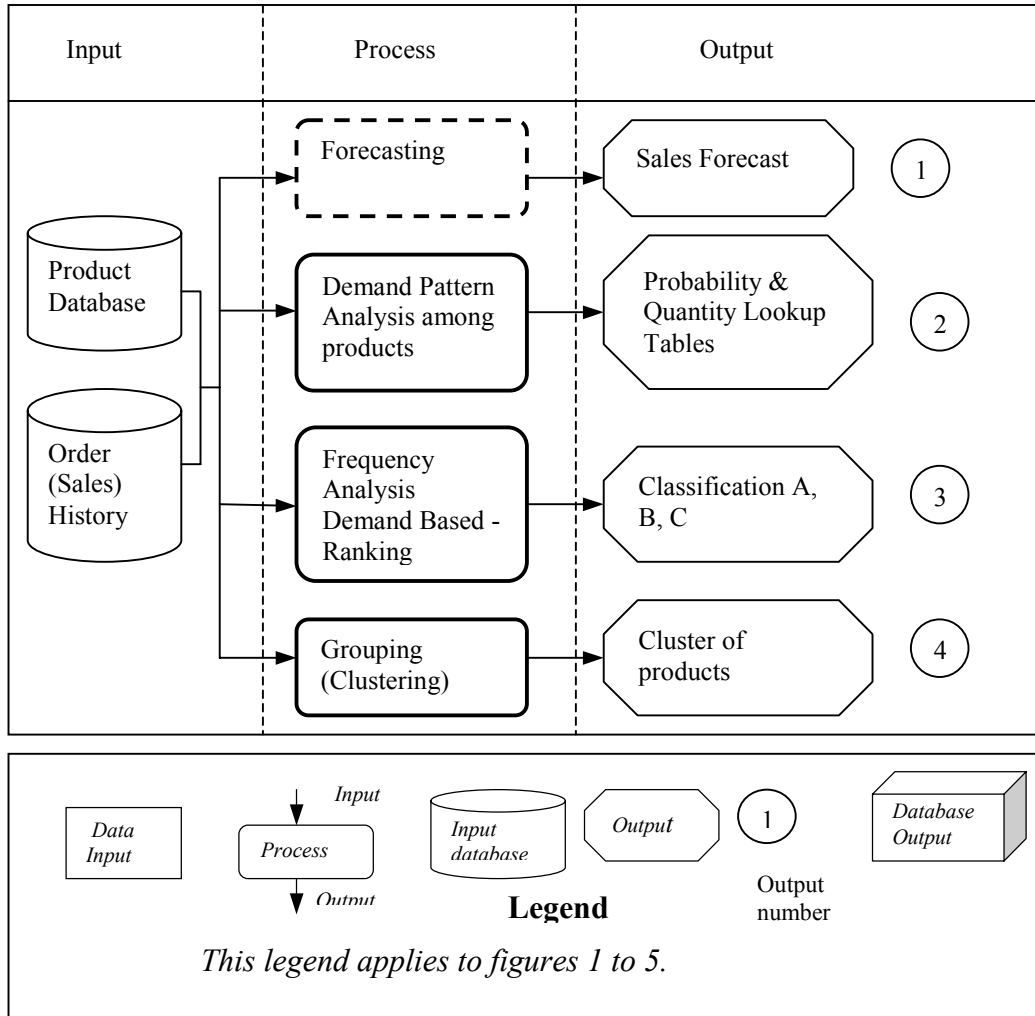 Input
Process
Output
Forecasting
Sales Forecast
1
Product
Database
Demand Pattern
Analysis among
products
Probability &
Quantity Lookup
Tables
2
Order
(Sales)
History
Frequency
Analysis
Demand Based -
Ranking
Classification A,
B, C
3
Grouping
(Clustering)
Cluster of
products
4
Data
Input
Input
Process
Output
Input
database
Output
1
Output
number
Database
Output
Legend
This legend applies to figures 1 to 5.